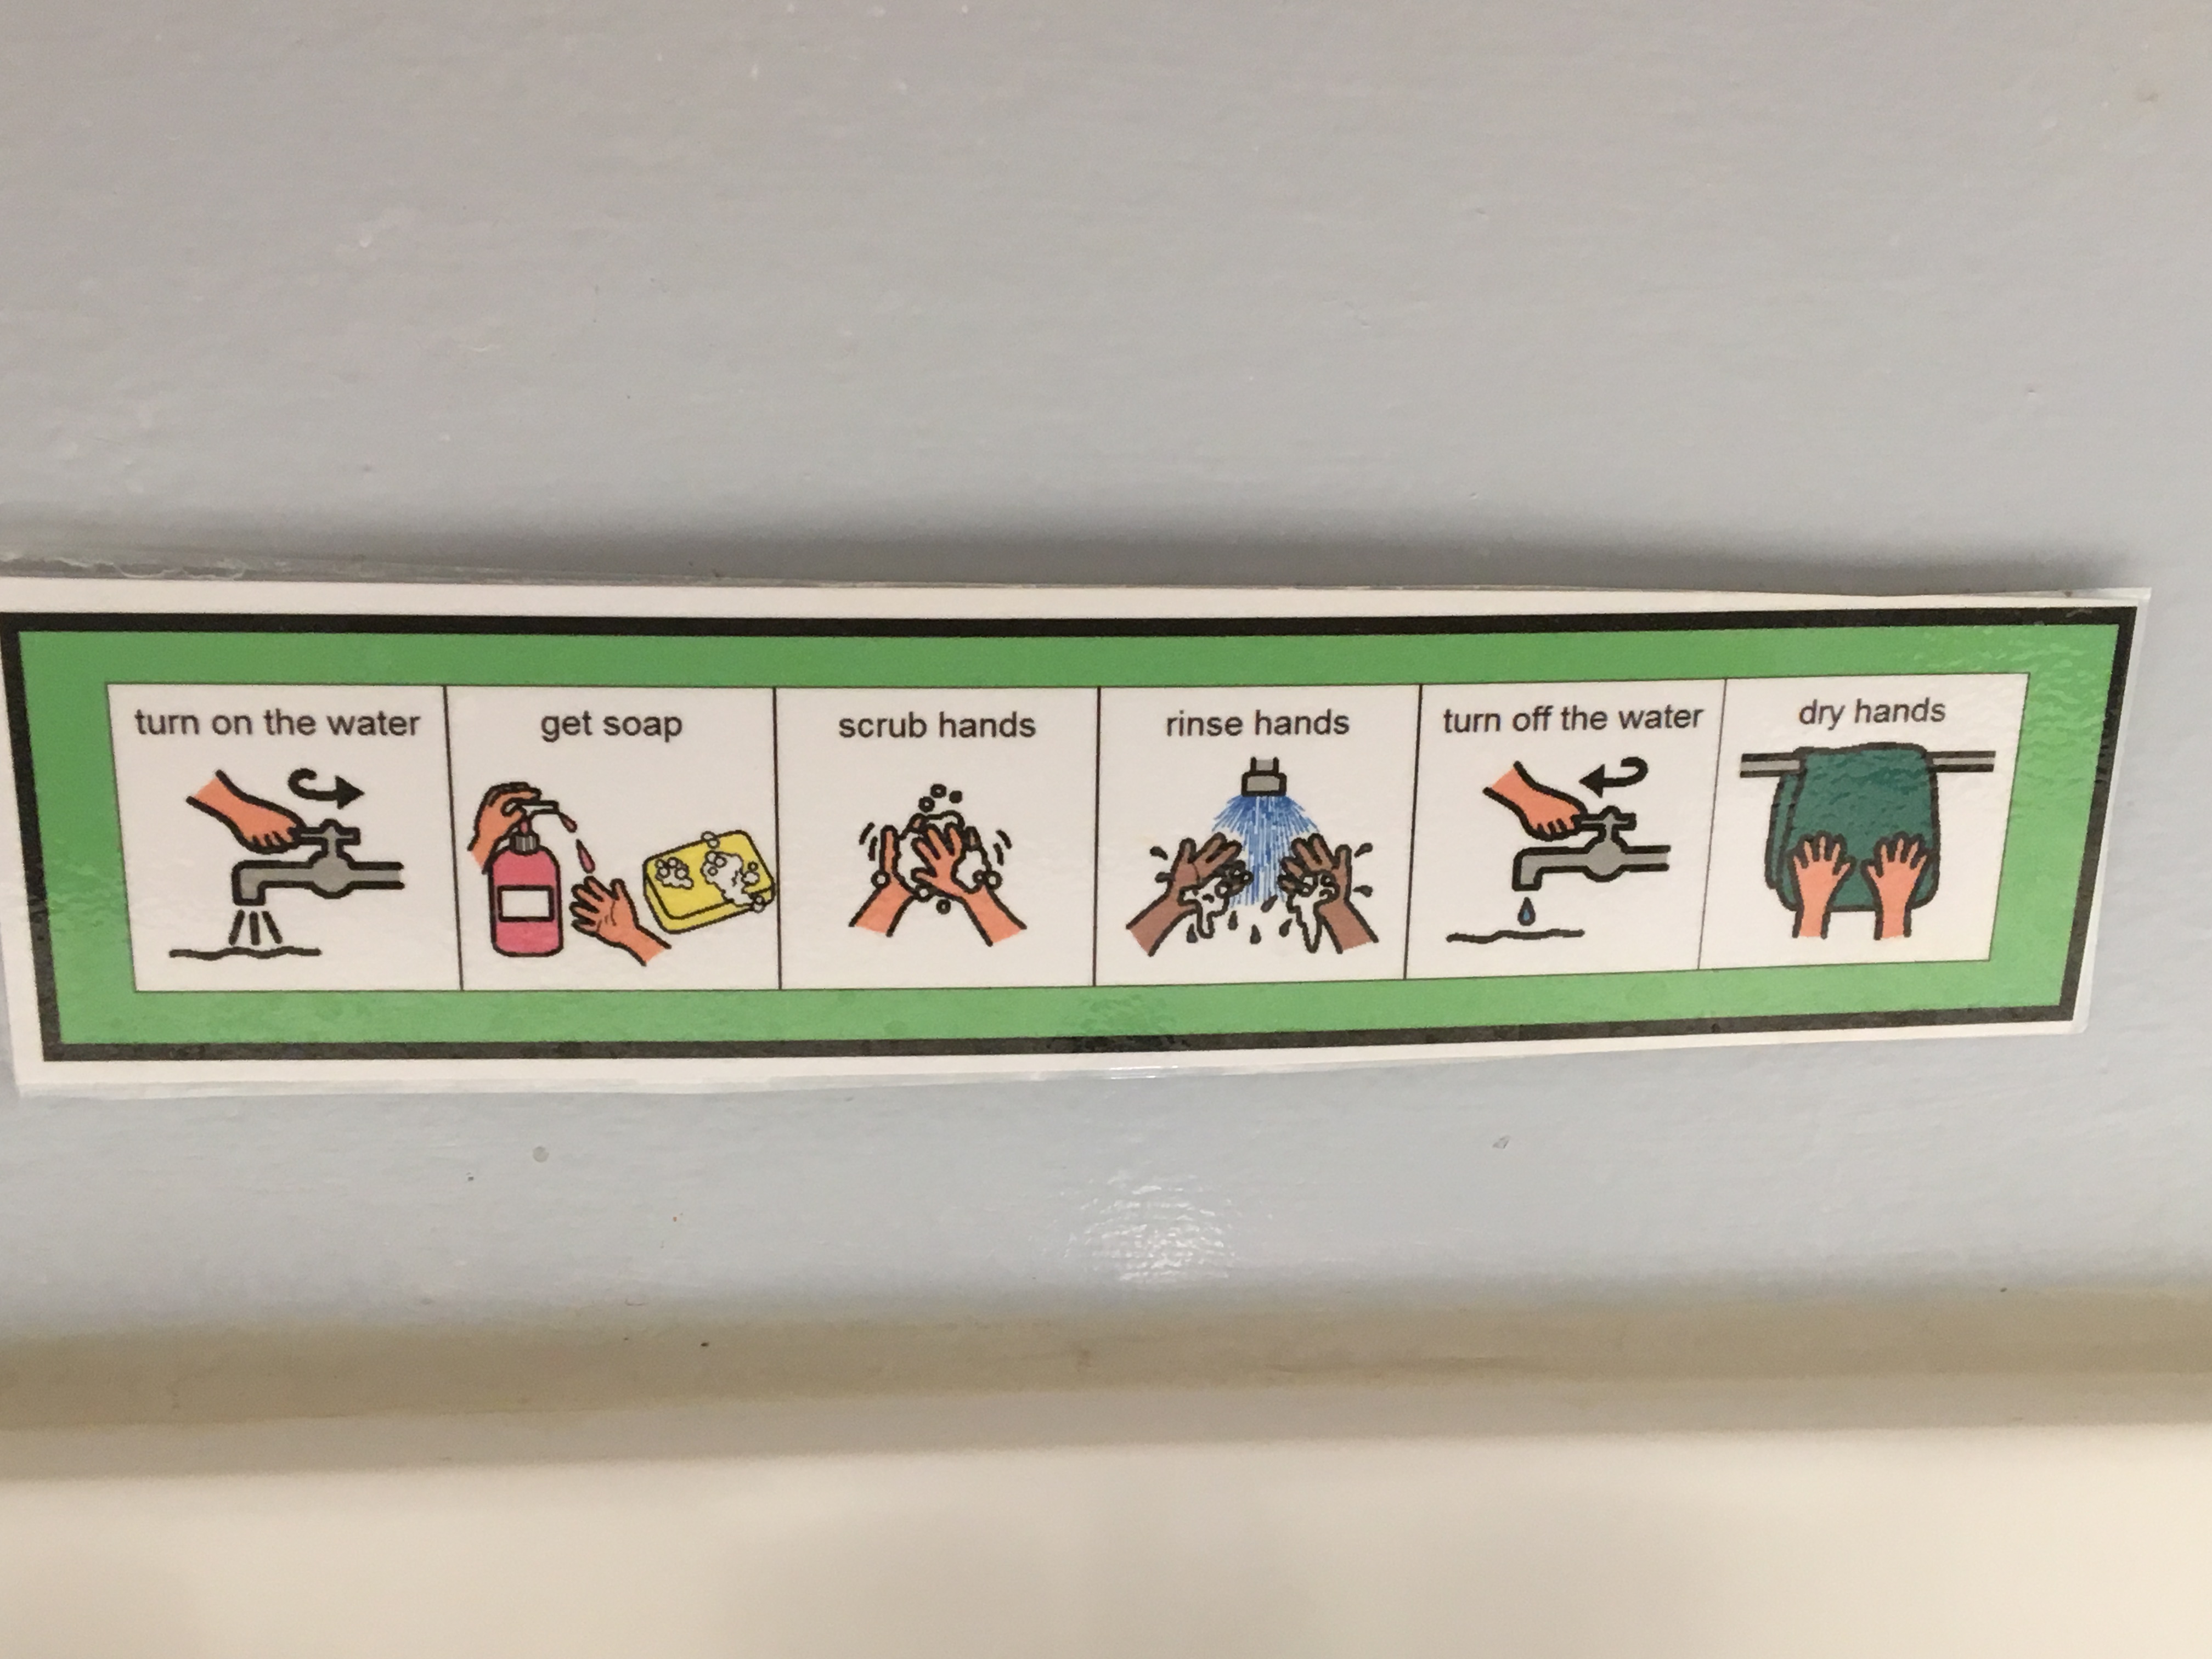 turn on the water
get soap
scrub hands
rinse hands
turn off the water
dry hands